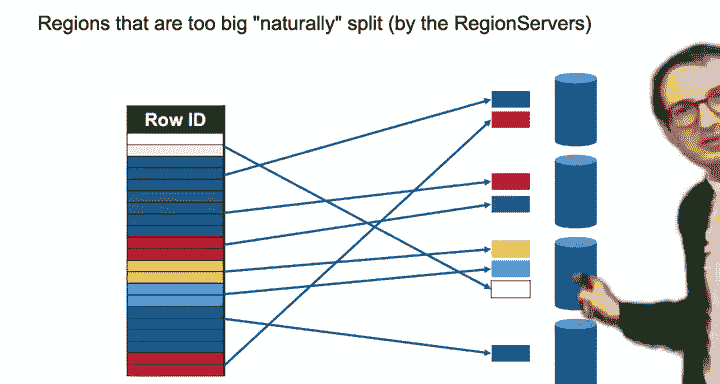 Regions that are too big "naturally" split (by the RegionServers)
Row ID